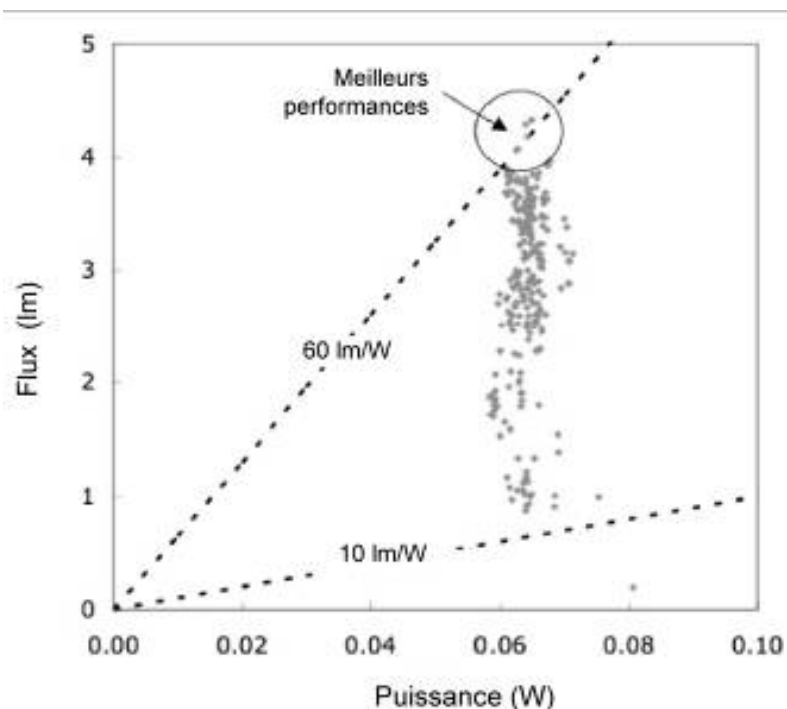 5
Meilleurs
performances
4
3
Flux (lm)
60 lm/W
2
1
10 lm/W
0
0.00 0.02 0.04 0.06 0.08 0.10
Puissance (W)